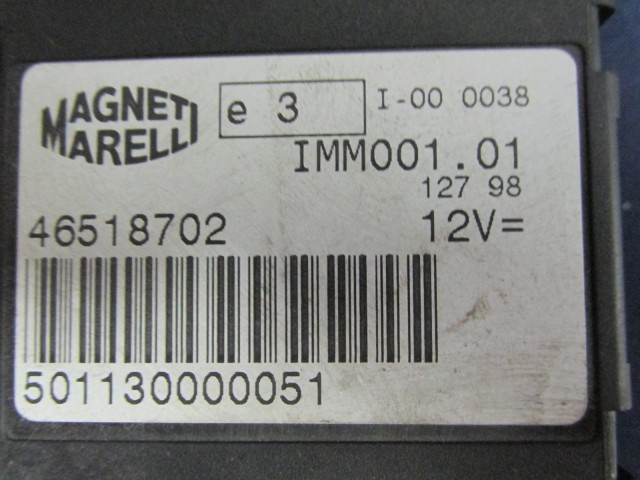 MAGNETI
MARELLI
e 3
I-00 0038
IMM001.01
127 98
46518702
12V=
501130000051